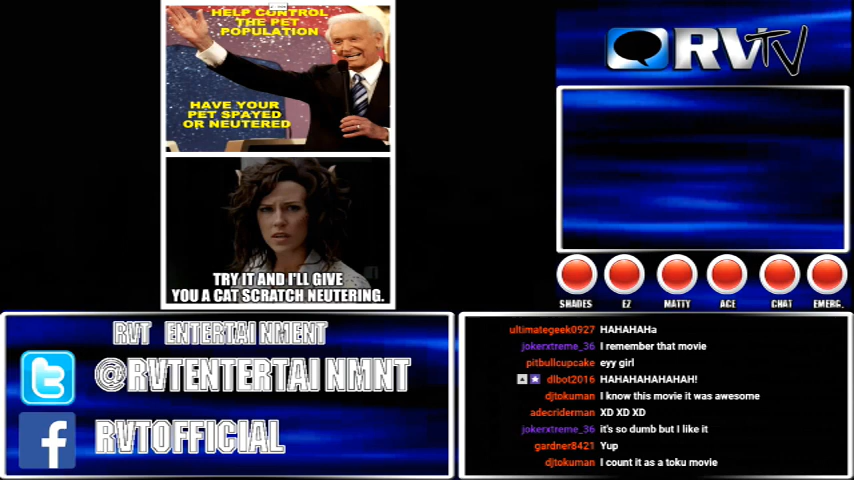 HELP CONTROL
THE PET
POPULATION
HAVE YOUR
PET SPAYED
OR NEUTERED
TRY IT AND I'LL GIVE
YOU A CAT SCRATCH NEUTERING.
RVTV
SHADES
EZ
MATTY
ACE
CHAT
EMERG.
RVT ENTERTAINMENT
@RVTENTERTAINMNT
RVTOFFICIAL
ultimategeek0927 HAHAHAHa
jokerxtreme_36 I remember that movie
pitbullcupcake eyy girl
dlbot2016 HAHAHAHAHAHAH!
djtokuman I know this movie it was awesome
adecriderman XD XD XD
jokerxtreme_36 it's so dumb but I like it
gardner8421 Yup
djtokuman I count it as a toku movie